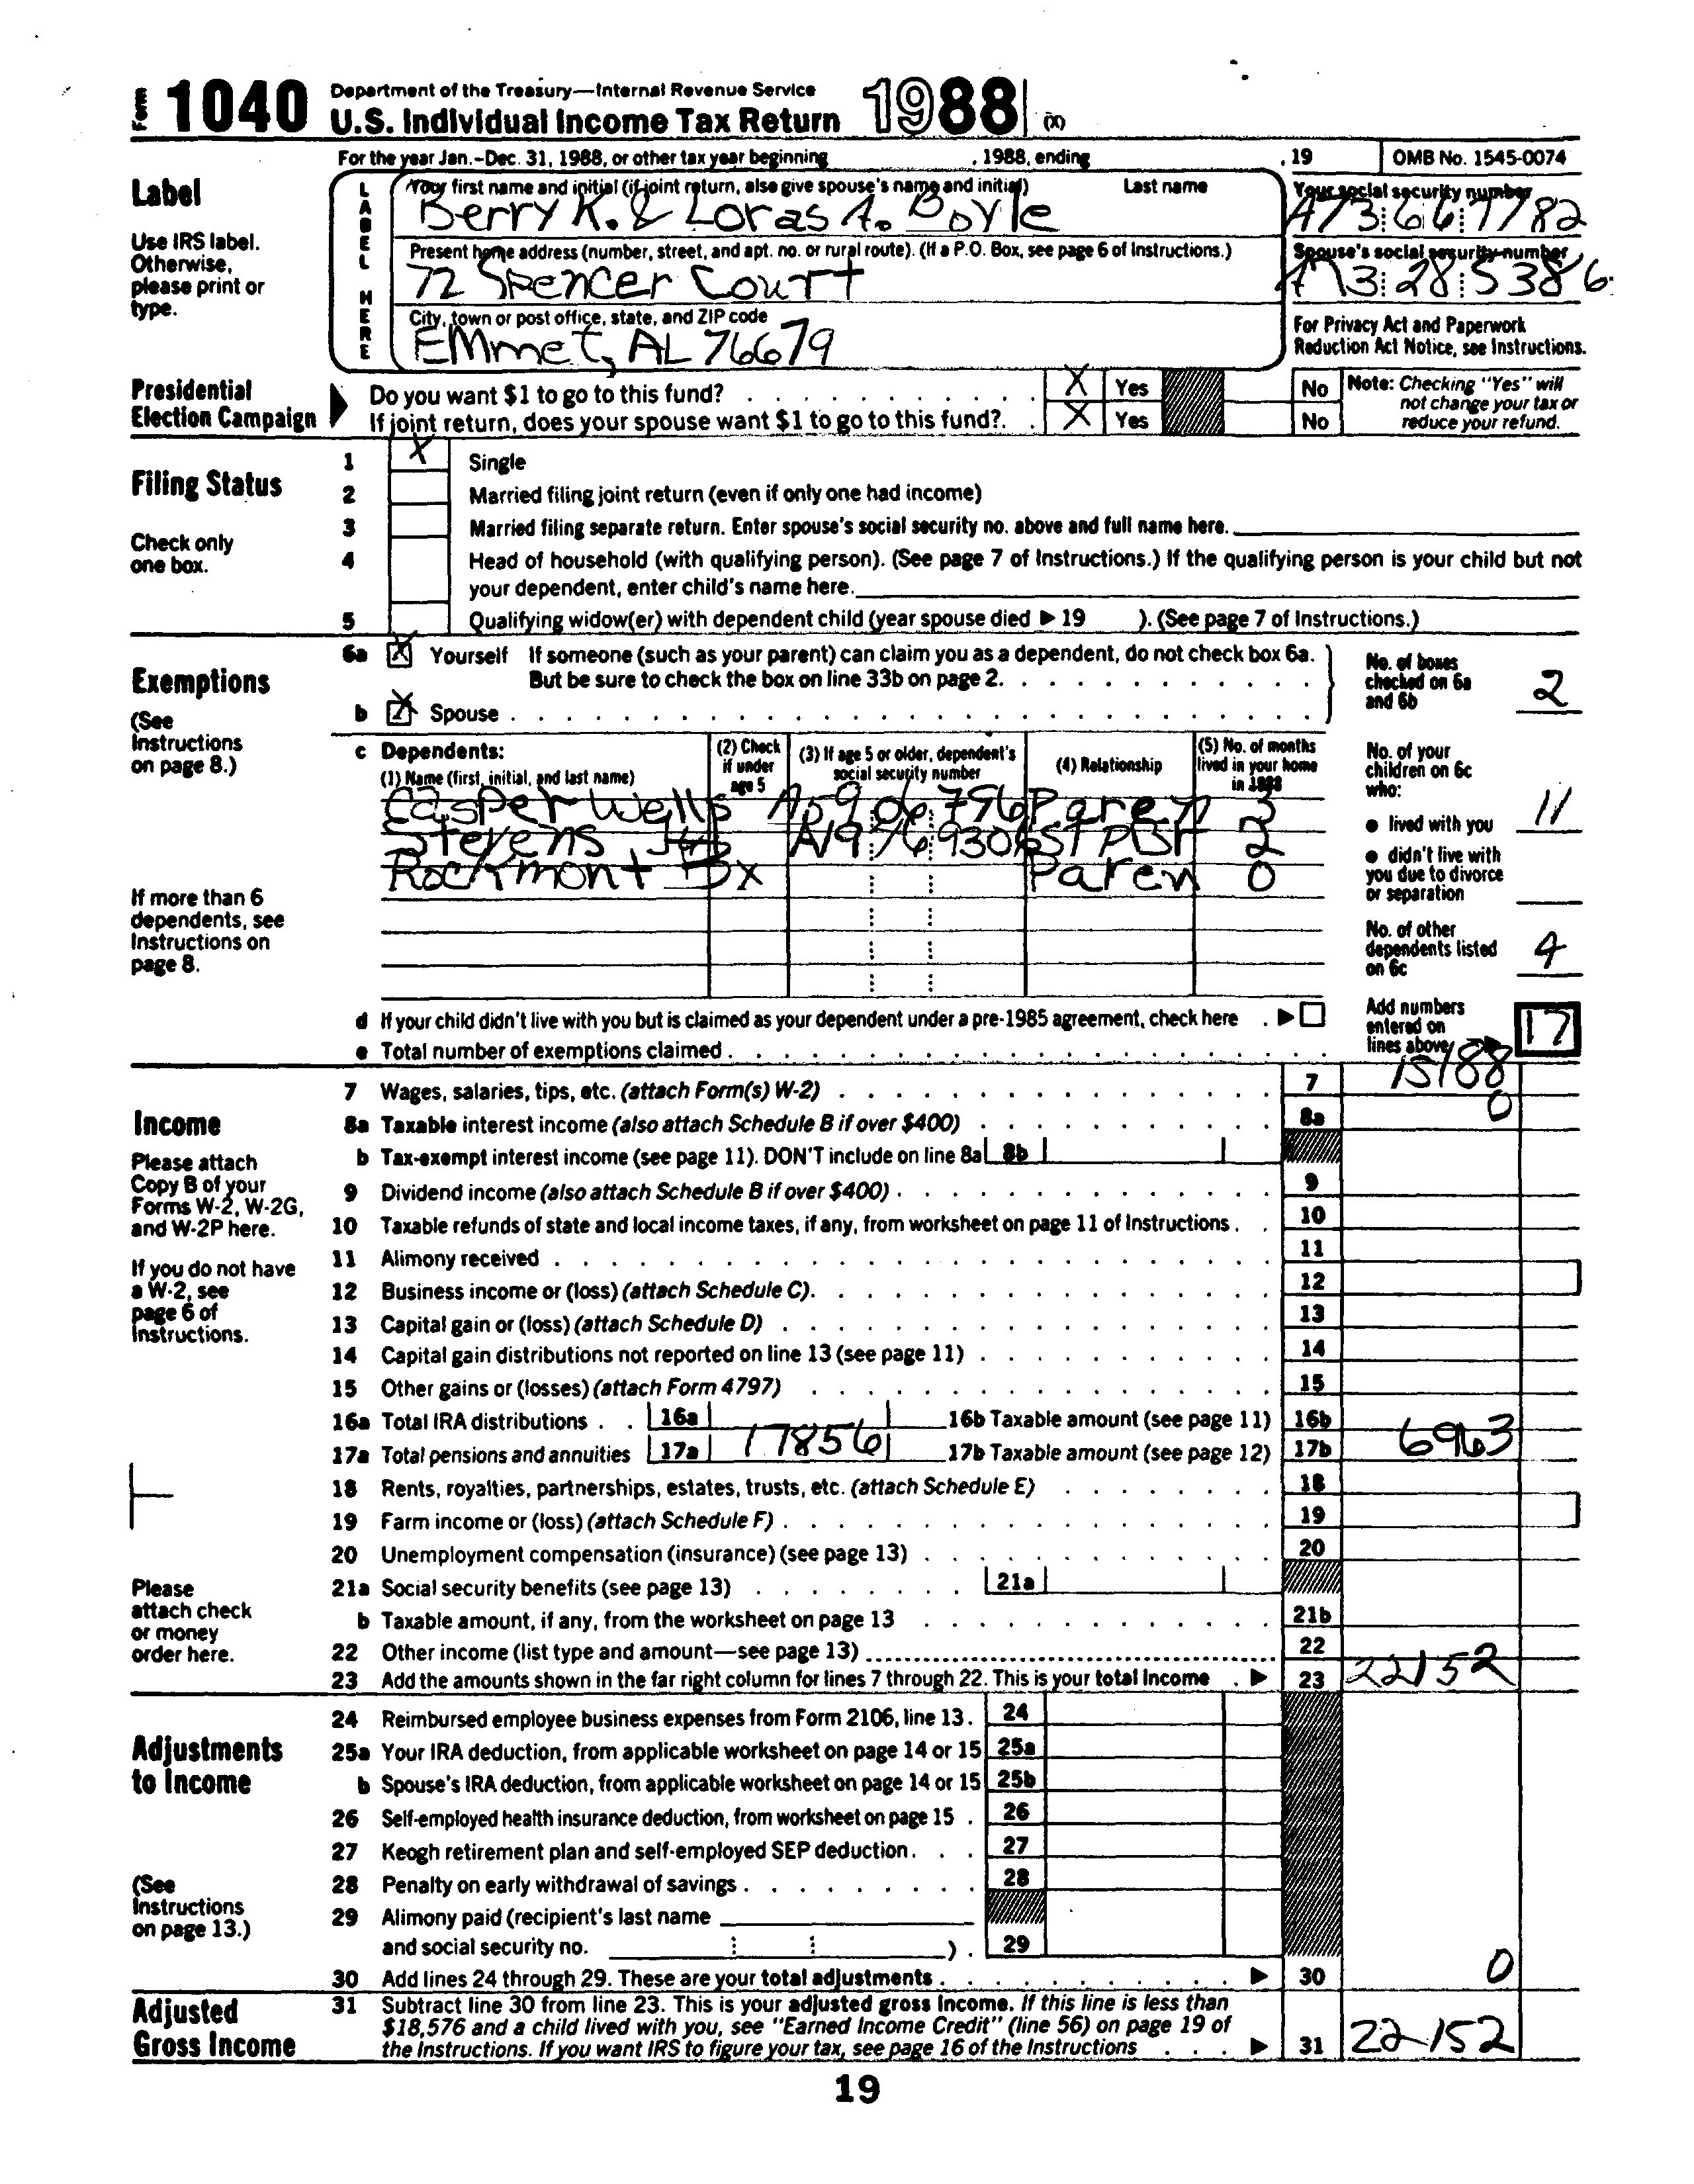 Form 1040 Department of the Treasury—Internal Revenue Service
U.S. Individual Income Tax Return 1988 (X)
For the year Jan.-Dec. 31, 1988, or other tax year beginning , 1988, ending , 19 OMB No. 1545-0074
Label
Use IRS label. Otherwise, please print or type.
LABEL HERE
Your first name and initial (if joint return, also give spouse's name and initial) Last name
Berry K. & Loras A. Boyle
Your social security number
Present home address (number, street, and apt. no. or rural route). (If a P.O. Box, see page 6 of Instructions.)
72 Spencer Court
Spouse's social security number
City, town or post office, state, and ZIP code
Emmet, AL 76679
For Privacy Act and Paperwork
Reduction Act Notice, see Instructions.
Presidential
Election Campaign
Do you want $1 to go to this fund? X Yes No
If joint return, does your spouse want $1 to go to this fund? X Yes No
Note: Checking "Yes" will
not change your tax or
reduce your refund.
Filing Status
Check only
one box.
1 X Single
2 Married filing joint return (even if only one had income)
3 Married filing separate return. Enter spouse's social security no. above and full name here.
4 Head of household (with qualifying person). (See page 7 of Instructions.) If the qualifying person is your child but not
your dependent, enter child's name here.
5 Qualifying widow(er) with dependent child (year spouse died ▶ 19 ). (See page 7 of Instructions.)
Exemptions
(See
Instructions
on page 8.)
6a X Yourself If someone (such as your parent) can claim you as a dependent, do not check box 6a.
But be sure to check the box on line 33b on page 2.
b X Spouse
No. of boxes
checked on 6a
and 6b 2
c Dependents:
(1) Name (first, initial, and last name)
(2) Check
if under
age 5
(3) If age 5 or older, dependent's
social security number
(4) Relationship
(5) No. of months
lived in your home
in 1988
Casper Wells Paren 3
Stevens 2
Rockmont Paren 0
If more than 6
dependents, see
Instructions on
page 8.
No. of your
children on 6c
who:
● lived with you 11
● didn't live with
you due to divorce
or separation
No. of other
dependents listed
on 6c 4
d If your child didn't live with you but is claimed as your dependent under a pre-1985 agreement, check here ▶
e Total number of exemptions claimed
Add numbers
entered on
lines above ▶ 17
Income
Please attach
Copy B of your
Forms W-2, W-2G,
and W-2P here.
If you do not have
a W-2, see
page 6 of
Instructions.
7 Wages, salaries, tips, etc. (attach Form(s) W-2) 7 15188
8a Taxable interest income (also attach Schedule B if over $400) 8a 0
b Tax-exempt interest income (see page 11). DON'T include on line 8a 8b
9 Dividend income (also attach Schedule B if over $400) 9
10 Taxable refunds of state and local income taxes, if any, from worksheet on page 11 of Instructions 10
11 Alimony received 11
12 Business income or (loss) (attach Schedule C) 12
13 Capital gain or (loss) (attach Schedule D) 13
14 Capital gain distributions not reported on line 13 (see page 11) 14
15 Other gains or (losses) (attach Form 4797) 15
16a Total IRA distributions 16a 16b Taxable amount (see page 11) 16b
17a Total pensions and annuities 17a 17856 17b Taxable amount (see page 12) 17b 6963
18 Rents, royalties, partnerships, estates, trusts, etc. (attach Schedule E) 18
19 Farm income or (loss) (attach Schedule F) 19
20 Unemployment compensation (insurance) (see page 13) 20
21a Social security benefits (see page 13) 21a
b Taxable amount, if any, from the worksheet on page 13 21b
22 Other income (list type and amount—see page 13) 22
23 Add the amounts shown in the far right column for lines 7 through 22. This is your total income ▶ 23 22152
Please
attach check
or money
order here.
Adjustments
to Income
(See
Instructions
on page 13.)
24 Reimbursed employee business expenses from Form 2106, line 13. 24
25a Your IRA deduction, from applicable worksheet on page 14 or 15 25a
b Spouse's IRA deduction, from applicable worksheet on page 14 or 15 25b
26 Self-employed health insurance deduction, from worksheet on page 15 26
27 Keogh retirement plan and self-employed SEP deduction 27
28 Penalty on early withdrawal of savings 28
29 Alimony paid (recipient's last name
and social security no. ) 29
30 Add lines 24 through 29. These are your total adjustments ▶ 30 0
Adjusted
Gross Income
31 Subtract line 30 from line 23. This is your adjusted gross income. If this line is less than
$18,576 and a child lived with you, see "Earned Income Credit" (line 56) on page 19 of
the Instructions. If you want IRS to figure your tax, see page 16 of the Instructions ▶ 31 22152
19